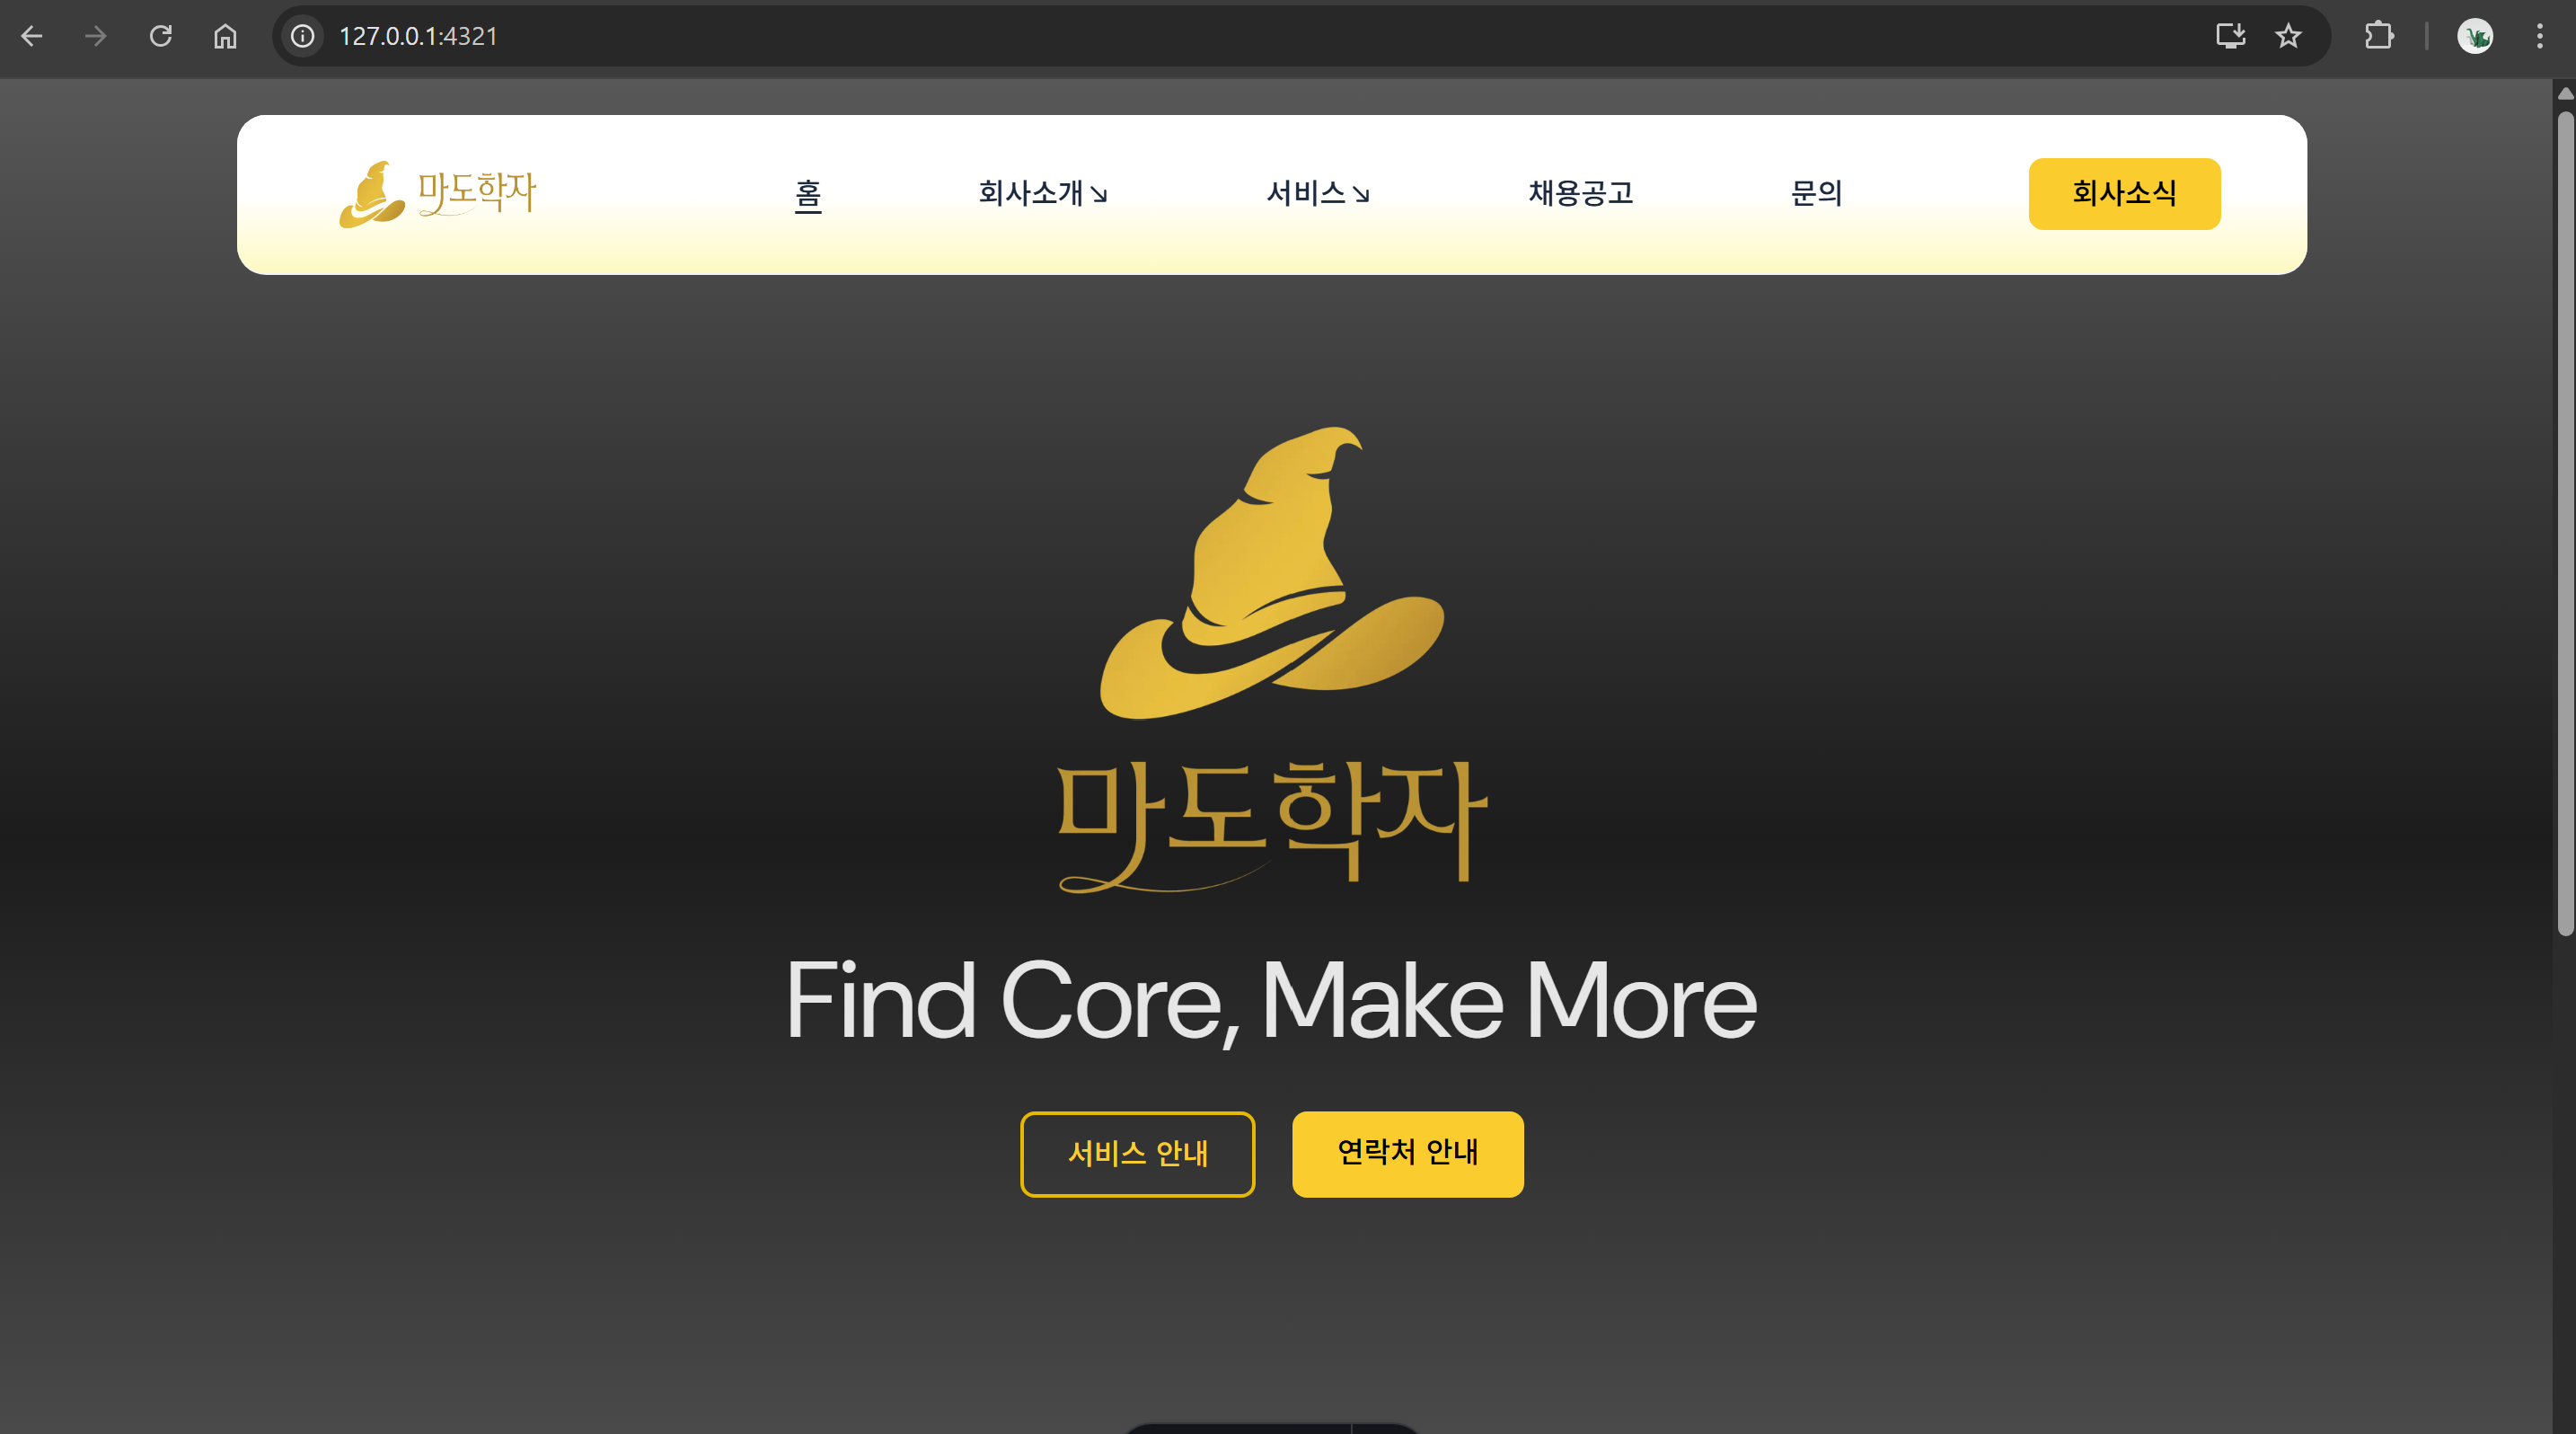 127.0.0.1:4321
마도학자
홈 회사소개 서비스 채용공고 문의 회사소식
마도학자
Find Core, Make More
서비스 안내 연락처 안내